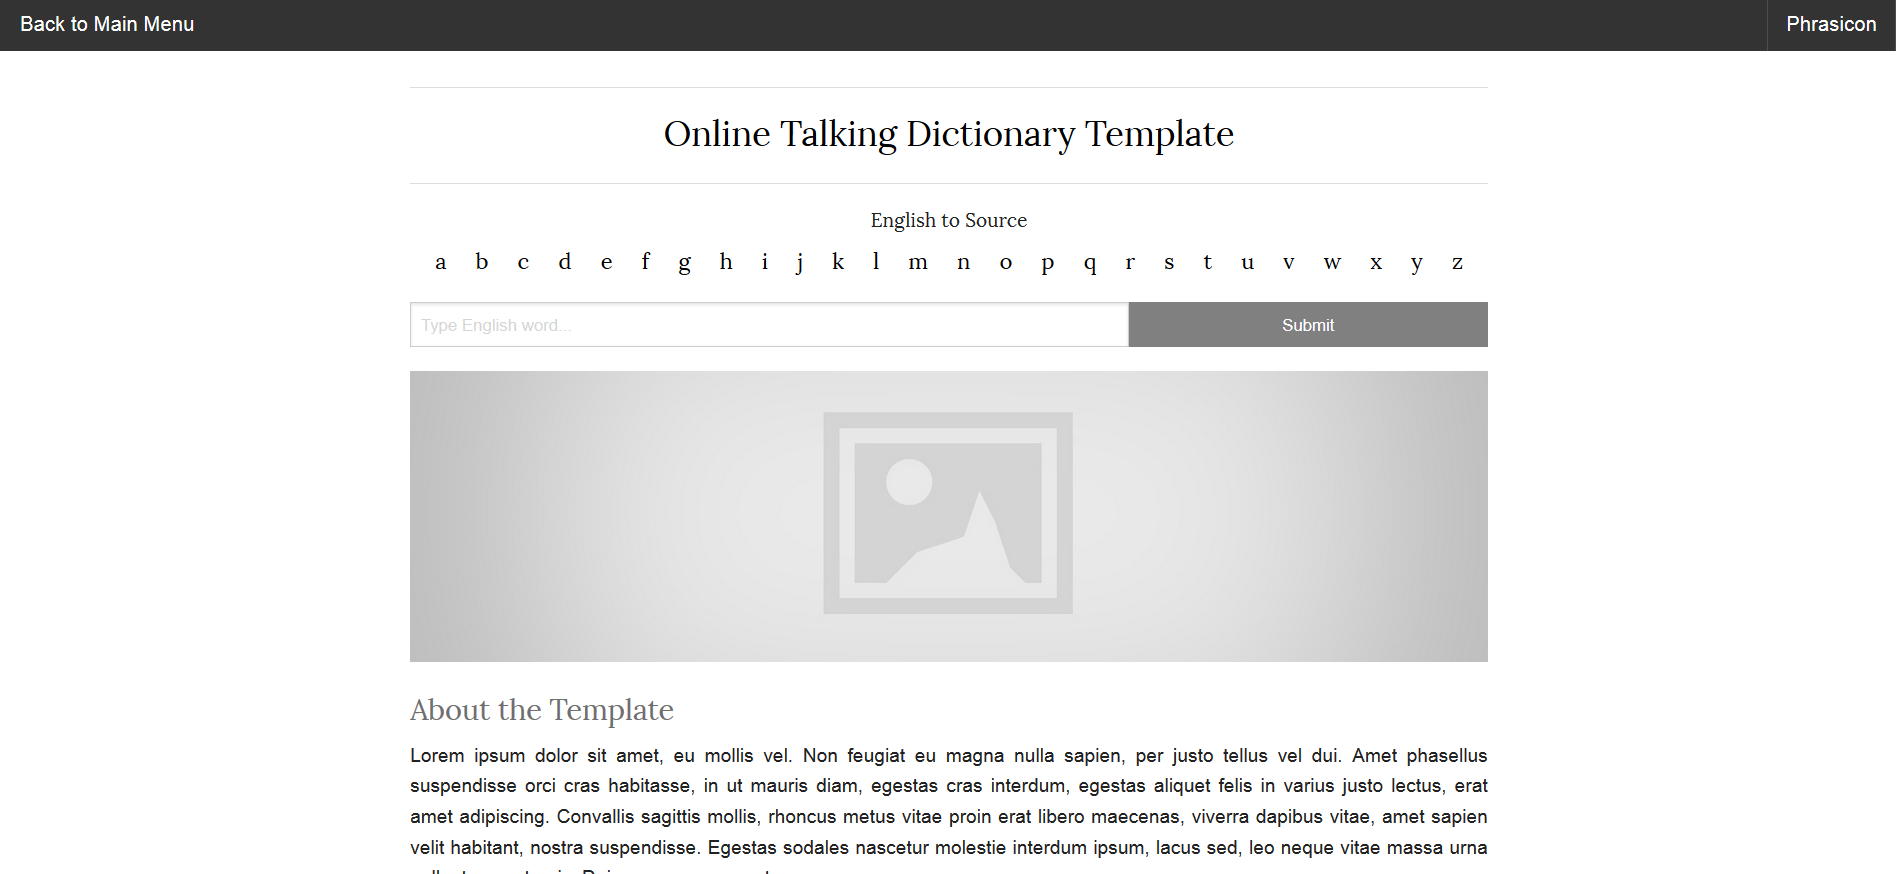 Back to Main Menu
Phrasicon
Online Talking Dictionary Template
English to Source
a b c d e f g h i j k l m n o p q r s t u v w x y z
Type English word...
Submit
About the Template
Lorem ipsum dolor sit amet, eu mollis vel. Non feugiat eu magna nulla sapien, per justo tellus vel dui. Amet phasellus
suspendisse orci cras habitasse, in ut mauris diam, egestas cras interdum, egestas aliquet felis in varius justo lectus, erat
amet adipiscing. Convallis sagittis mollis, rhoncus metus vitae proin erat libero maecenas, viverra dapibus vitae, amet sapien
velit habitant, nostra suspendisse. Egestas sodales nascetur molestie interdum ipsum, lacus sed, leo neque vitae massa urna